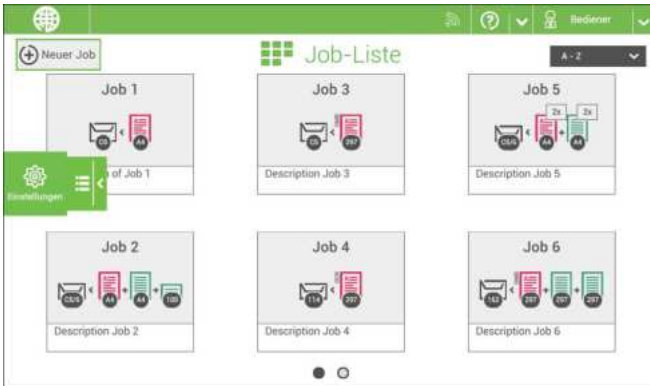 Bediener
Neuer Job
Job-Liste
A - Z
Job 1
C5
A4
of Job 1
Job 3
C5
297
Description Job 3
Job 5
2x
2x
C5/6
A4
A4
Description Job 5
Einstellungen
Job 2
C5/6
A4
A4
105
Description Job 2
Job 4
114
297
Description Job 4
Job 6
162
297
297
297
Description Job 6